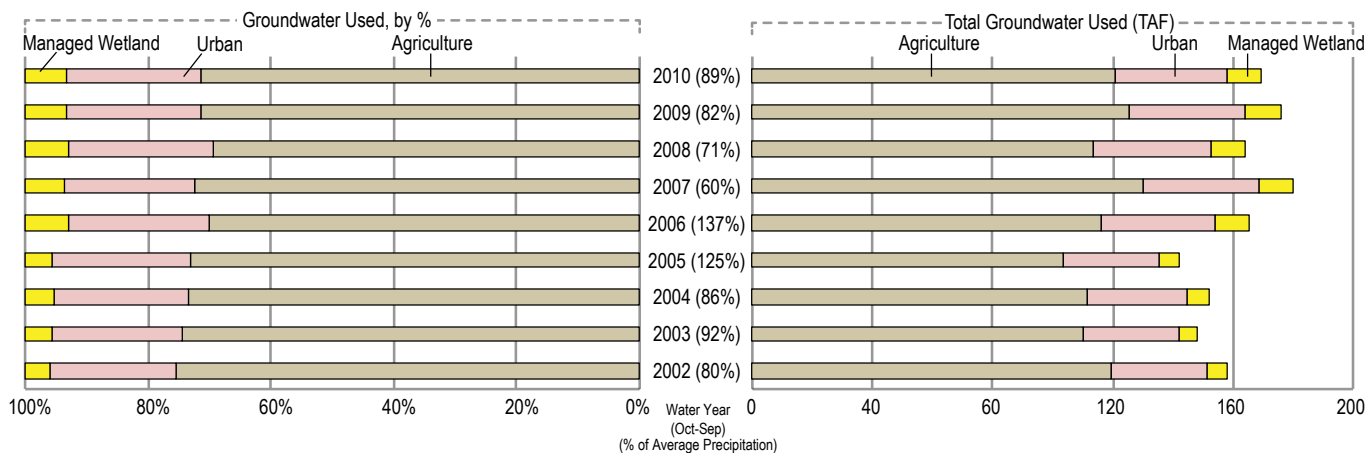 Groundwater Used, by %
Total Groundwater Used (TAF)
Managed Wetland Urban Agriculture
Agriculture Urban Managed Wetland
2010 (89%)
2009 (82%)
2008 (71%)
2007 (60%)
2006 (137%)
2005 (125%)
2004 (86%)
2003 (92%)
2002 (80%)
100% 80% 60% 40% 20% 0%
Water Year
(Oct-Sep)
(% of Average Precipitation)
0 40 60 120 160 200